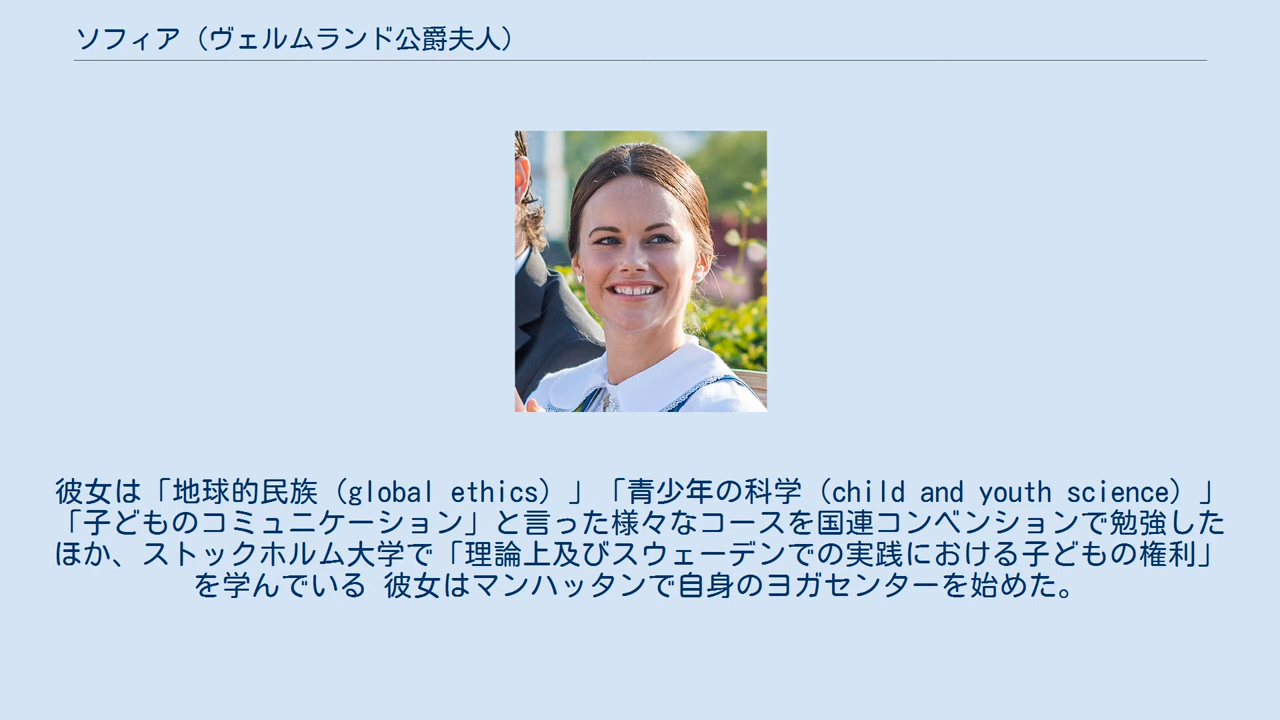 ソフィア（ヴェルムランド公爵夫人）
彼女は「地球的民族（global ethics）」「青少年の科学（child and youth science）」
「子どものコミュニケーション」と言った様々なコースを国連コンベンションで勉強した
ほか、ストックホルム大学で「理論上及びスウェーデンでの実践における子どもの権利」
を学んでいる 彼女はマンハッタンで自身のヨガセンターを始めた。